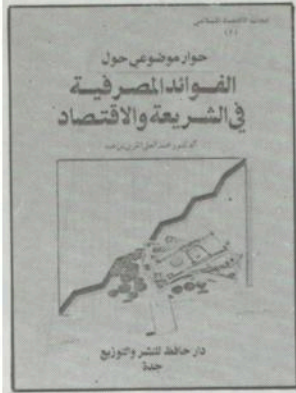 حوار موضوعي حول
الفوائد المصرفية
في الشريعة والاقتصاد
دار حافظ للنشر والتوزيع
جدة